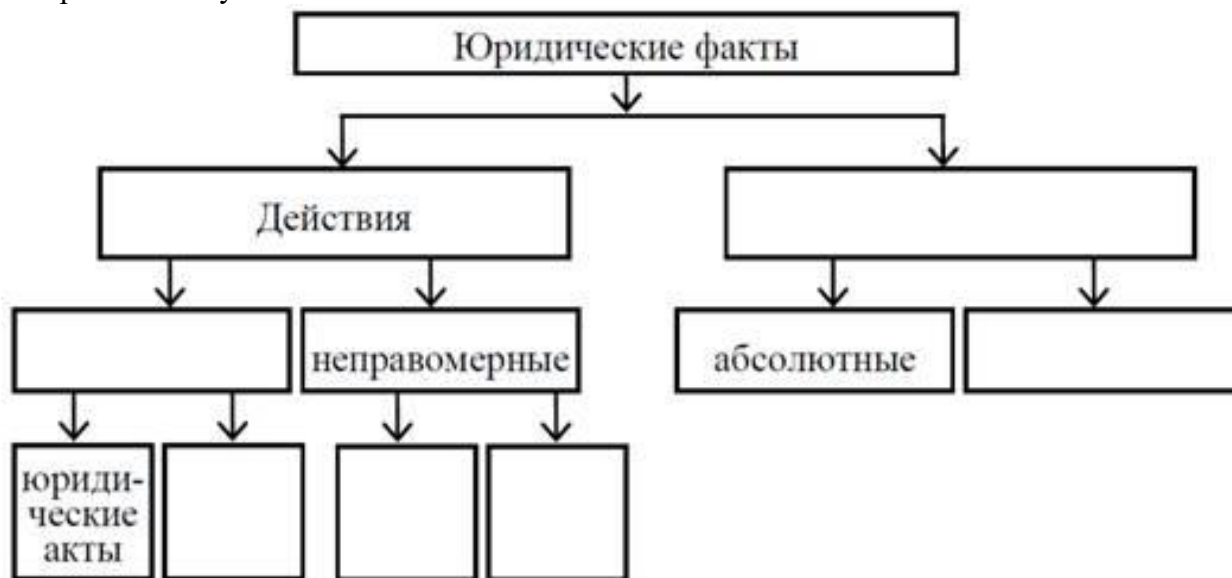 Юридические факты
Действия
неправомерные
абсолютные
юриди-
ческие
акты